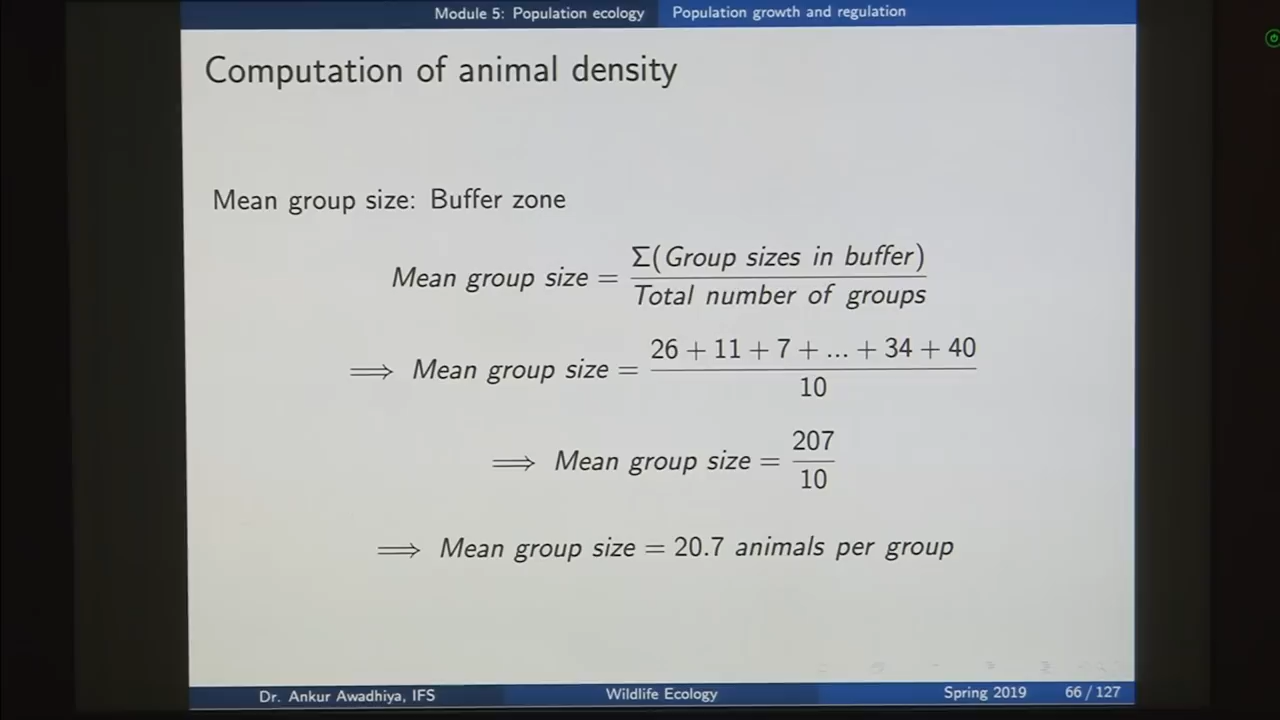 Module 5: Population ecology Population growth and regulation
Computation of animal density
Mean group size: Buffer zone
Mean group size = Σ(Group sizes in buffer) / Total number of groups
⟹ Mean group size = 26 + 11 + 7 + ... + 34 + 40 / 10
⟹ Mean group size = 207 / 10
⟹ Mean group size = 20.7 animals per group
Dr. Ankur Awadhiya, IFS Wildlife Ecology Spring 2019 66 / 127